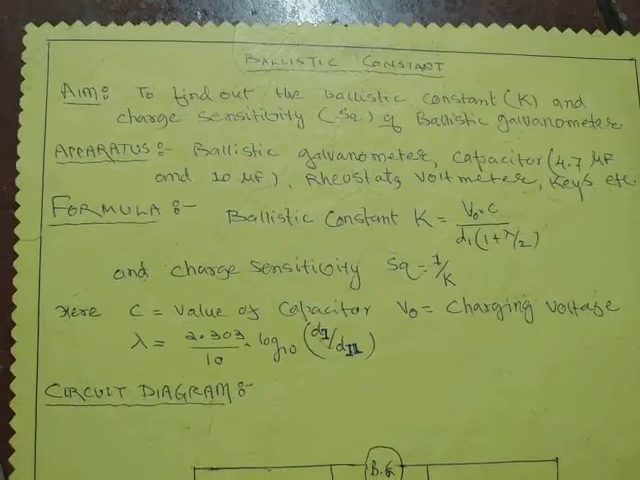 BALLISTIC CONSTANT
AIM:- To find out the ballistic constant (K) and
charge sensitivity (Sq) of Ballistic galvanometer
APPARATUS:- Ballistic galvanometer, capacitor (4.7 μF
and 10 μF), Rheostat, voltmeter, Keys etc
FORMULA:- Ballistic Constant K = V₀.C / d₁(1+λ/2)
and charge sensitivity Sq = 1/K
Here C = Value of Capacitor V₀ = Charging voltage
λ = 2.303/10 . log₁₀ (dI/dII)
CIRCUIT DIAGRAM:-
B.G